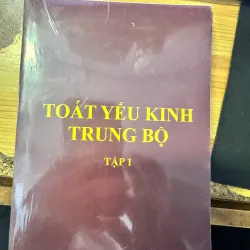 TOÁT YẾU KINH
TRUNG BỘ
TẬP 1